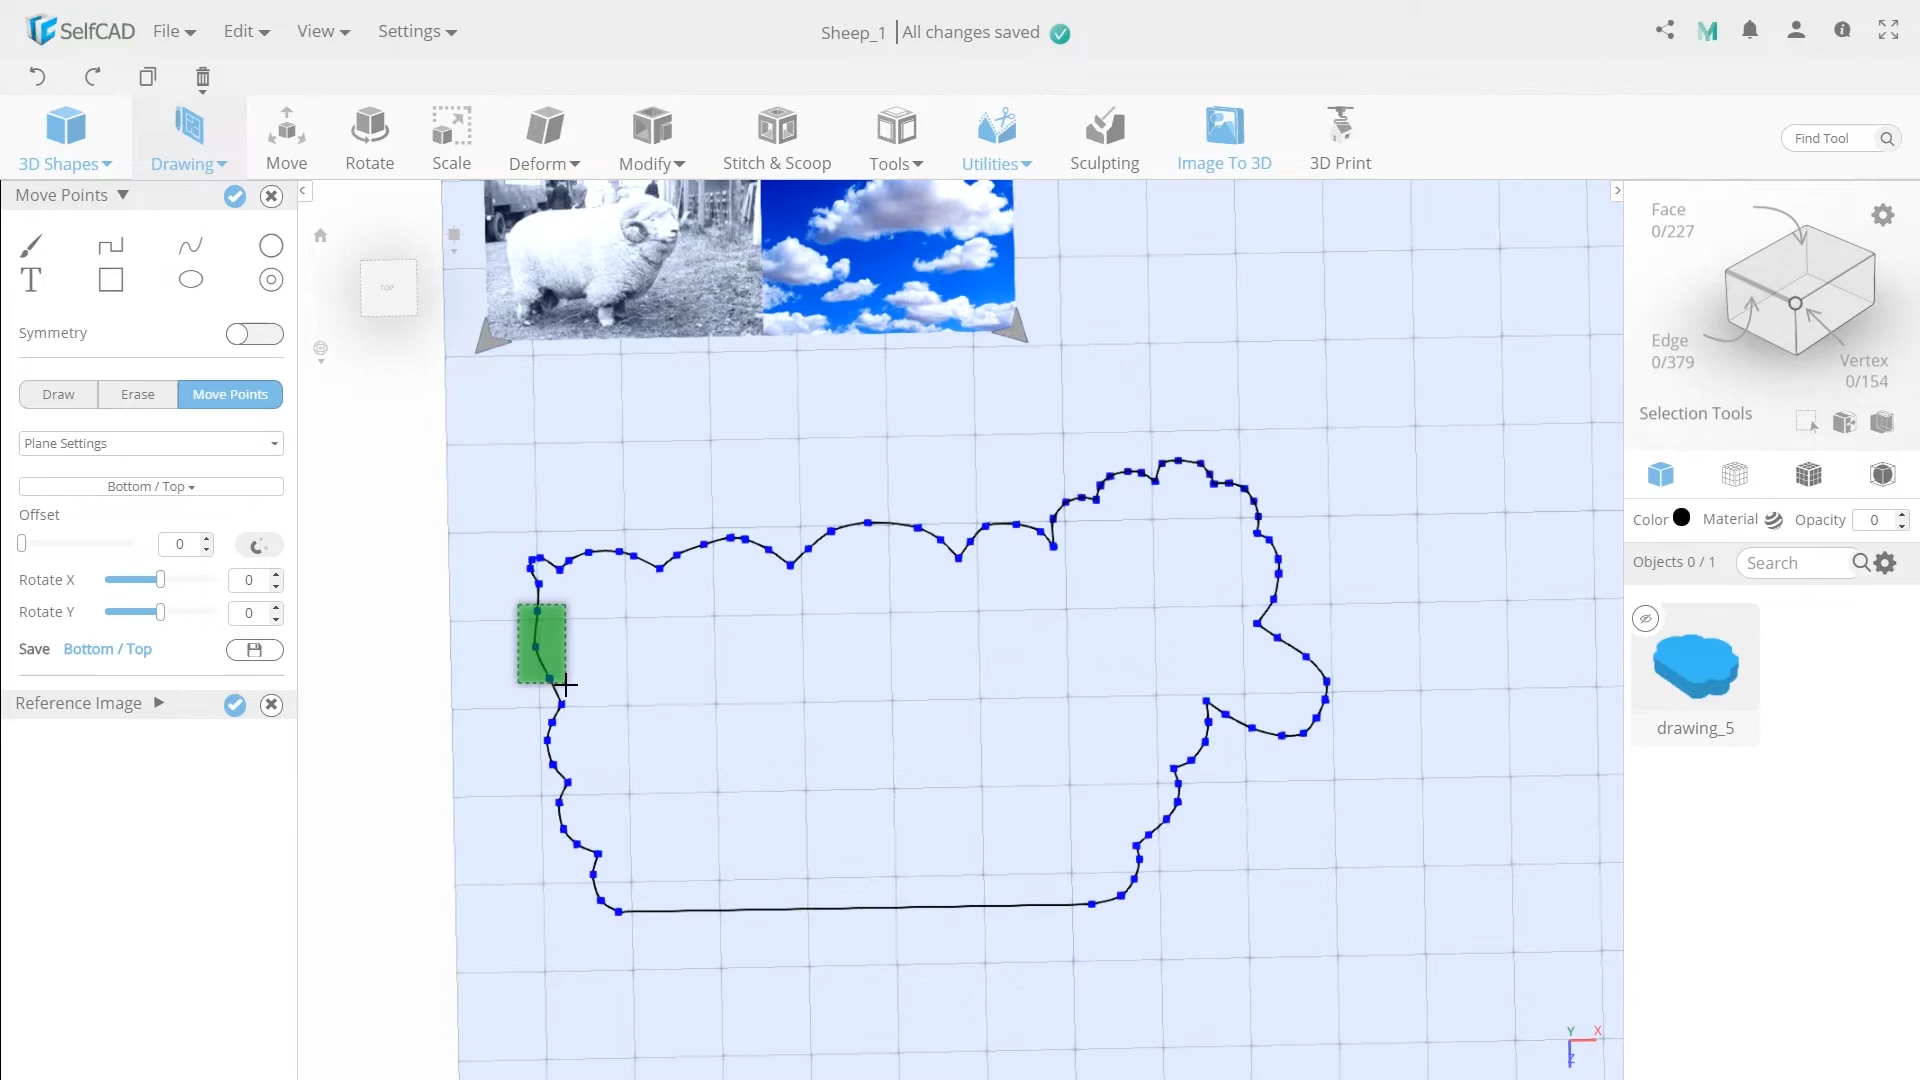 SelfCAD File Edit View Settings
Sheep_1 All changes saved
3D Shapes Drawing Move Rotate Scale Deform Modify Stitch & Scoop Tools Utilities Sculpting Image To 3D 3D Print
Find Tool
Move Points
T
Symmetry
Draw Erase Move Points
Plane Settings
Bottom / Top
Offset
0
Rotate X 0
Rotate Y 0
Save Bottom / Top
Reference Image
TOP
Face
0/227
Edge
0/379
Vertex
0/154
Selection Tools
Color Material Opacity 0
Objects 0 / 1 Search
drawing_5
Y X
Z